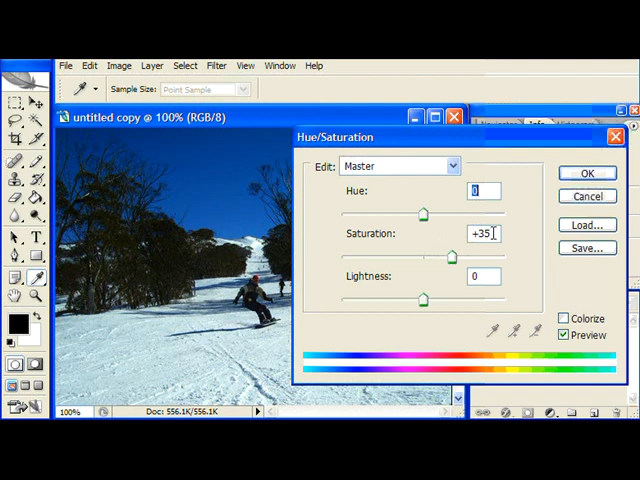 File Edit Image Layer Select Filter View Window Help
Sample Size: Point Sample
untitled copy @ 100% (RGB/8)
Hue/Saturation
Edit: Master
OK
Hue: 0
Cancel
Load...
Saturation: +35
Save...
Lightness: 0
Colorize
Preview
100% Doc: 556.1K/556.1K